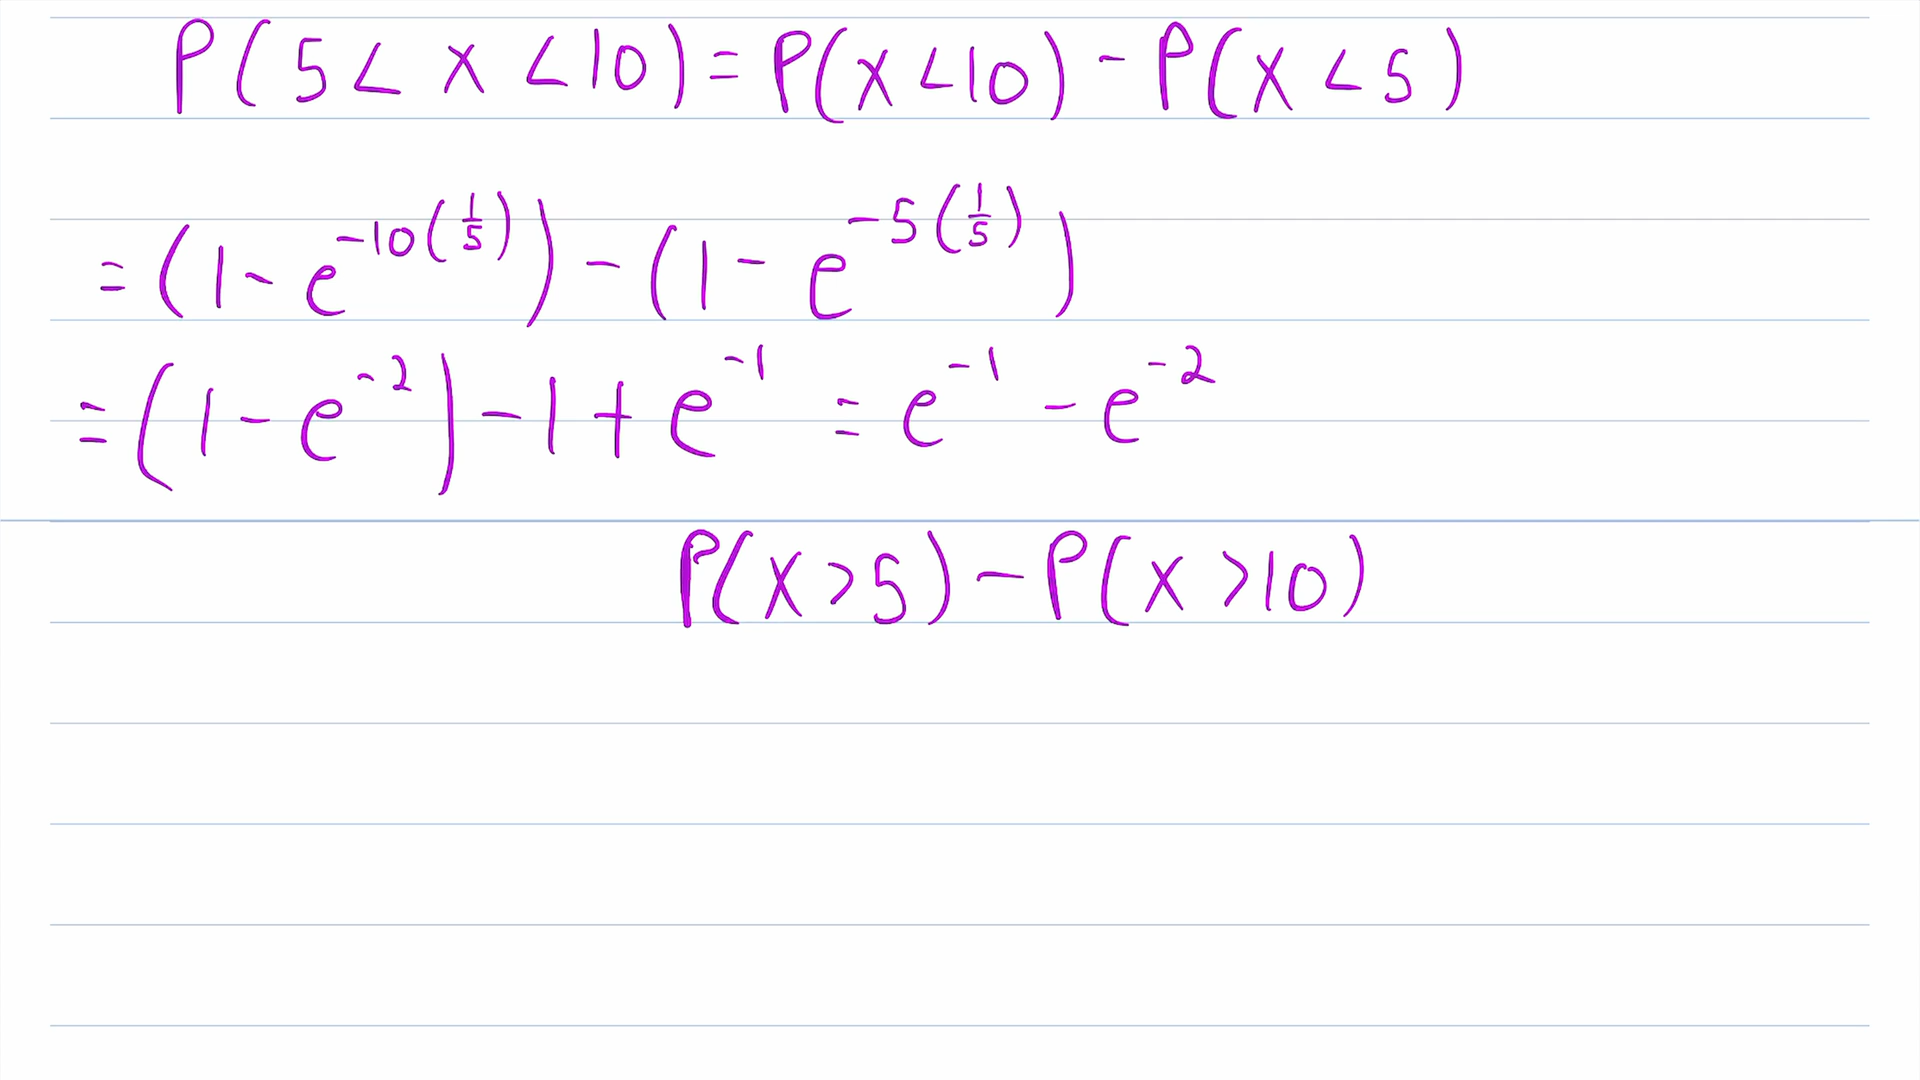 P(5 < x < 10) = P(x < 10) - P(x < 5)
= (1 - e^{-10(1/5)}) - (1 - e^{-5(1/5)})
= (1 - e^{-2}) - 1 + e^{-1} = e^{-1} - e^{-2}
P(x > 5) - P(x > 10)